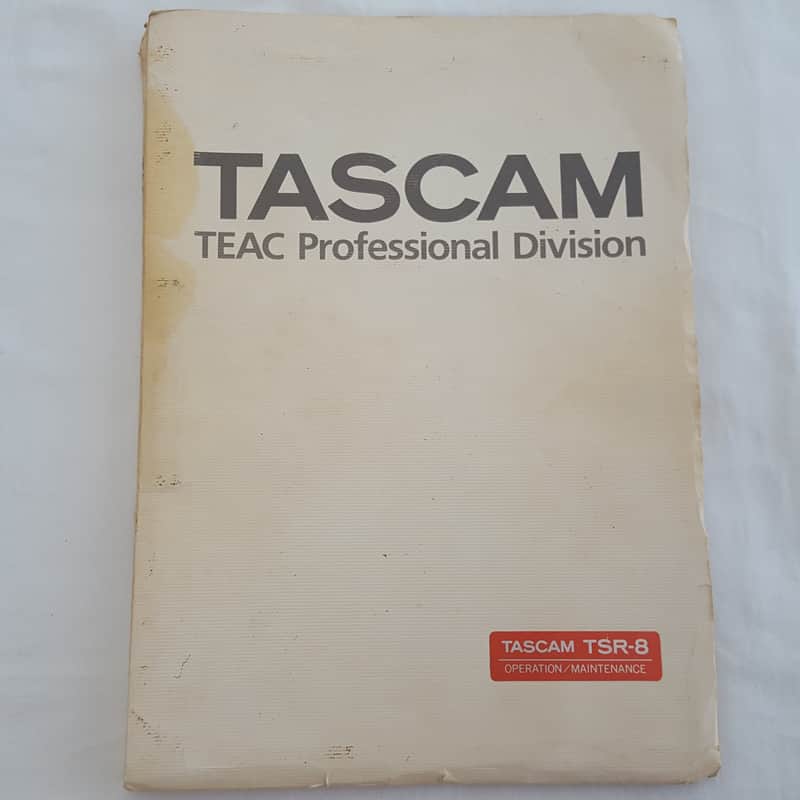 TASCAM
TEAC Professional Division
TASCAM TSR-8
OPERATION/MAINTENANCE